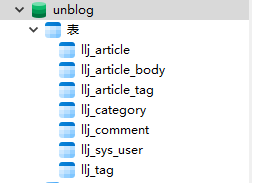 unblog
表
llj_article
llj_article_body
llj_article_tag
llj_category
llj_comment
llj_sys_user
llj_tag